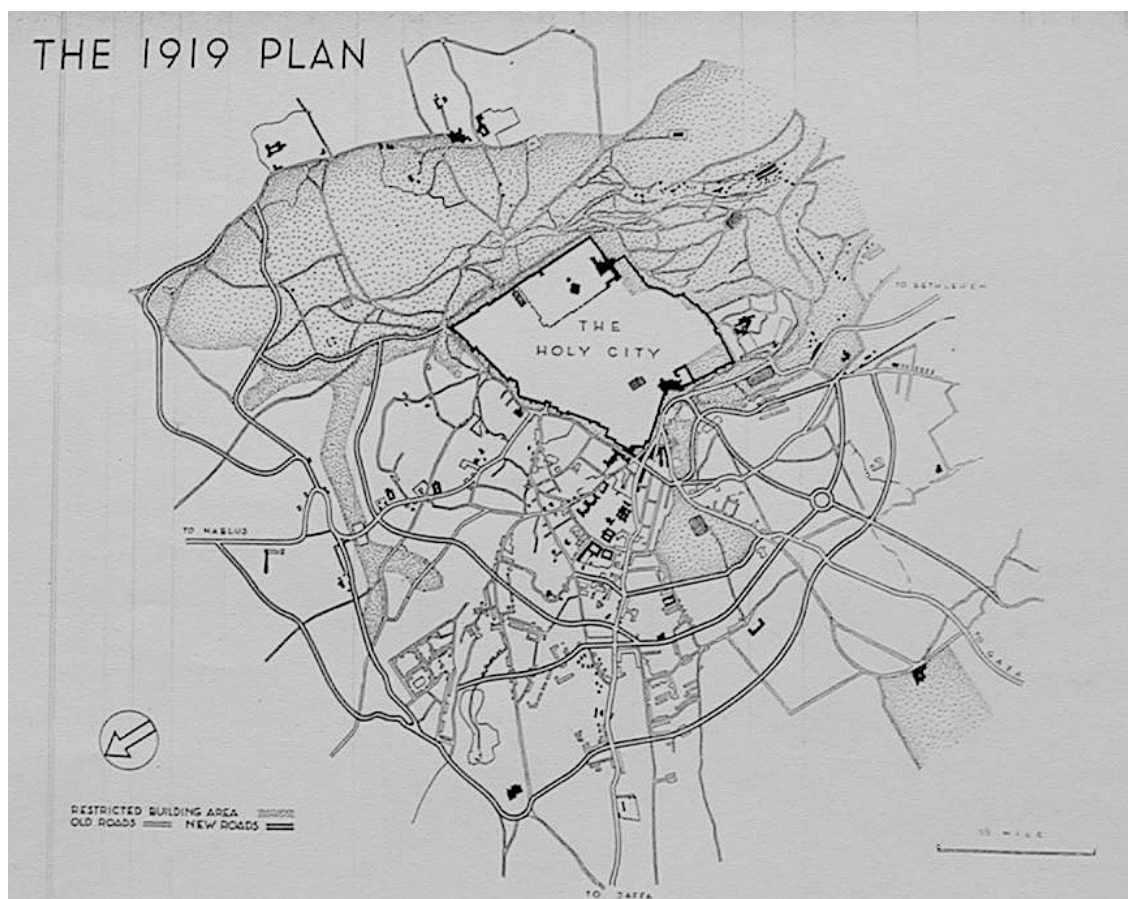 THE 1919 PLAN
TO BETHLEHEM
THE
HOLY CITY
TO NABLUS
TO GAZA
RESTRICTED BUILDING AREA
OLD ROADS NEW ROADS
MILE
TO JAFFA